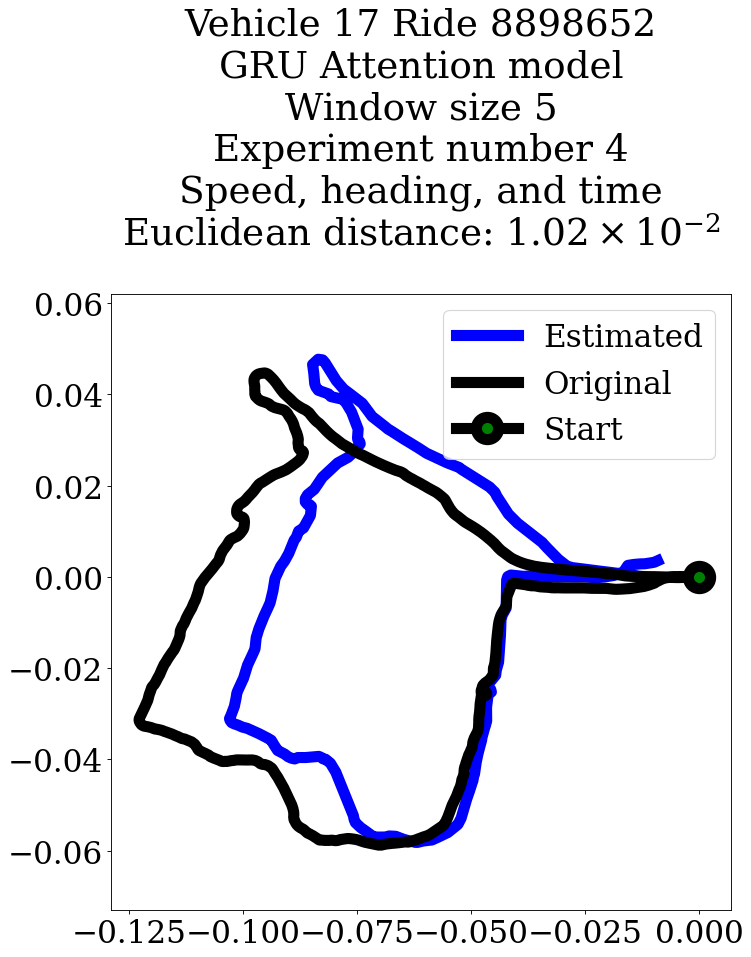 Vehicle 17 Ride 8898652
GRU Attention model
Window size 5
Experiment number 4
Speed, heading, and time
Euclidean distance: 1.02 × 10⁻²
0.06
0.04
0.02
0.00
−0.02
−0.04
−0.06
Estimated
Original
Start
−0.125 −0.100 −0.075 −0.050 −0.025 0.000